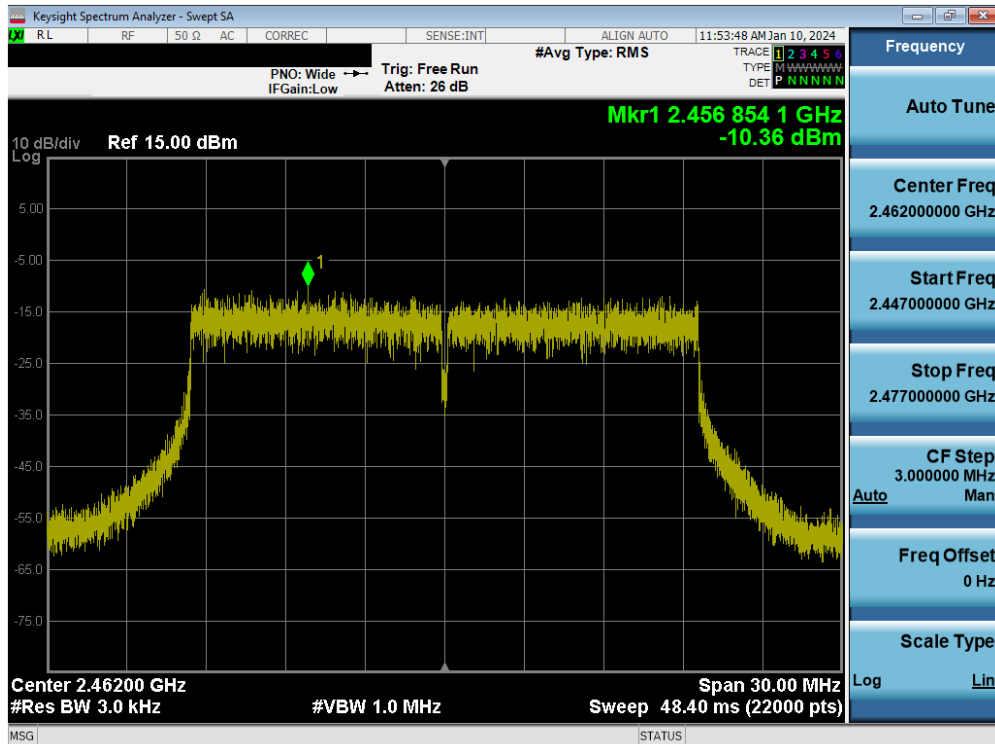 Keysight Spectrum Analyzer - Swept SA
LXI RL RF 50 Ω AC CORREC SENSE:INT ALIGN AUTO 11:53:48 AM Jan 10, 2024
#Avg Type: RMS
TRACE 1 2 3 4 5 6
TYPE M W W W W W
DET P N N N N N
PNO: Wide
IFGain:Low
Trig: Free Run
Atten: 26 dB
Mkr1 2.456 854 1 GHz
-10.36 dBm
10 dB/div Ref 15.00 dBm
Log
5.00
-5.00
-15.0
-25.0
-35.0
-45.0
-55.0
-65.0
-75.0
1
Center 2.46200 GHz Span 30.00 MHz
#Res BW 3.0 kHz #VBW 1.0 MHz Sweep 48.40 ms (22000 pts)
MSG STATUS
Frequency
Auto Tune
Center Freq
2.462000000 GHz
Start Freq
2.447000000 GHz
Stop Freq
2.477000000 GHz
CF Step
3.000000 MHz
Auto Man
Freq Offset
0 Hz
Scale Type
Log Lin